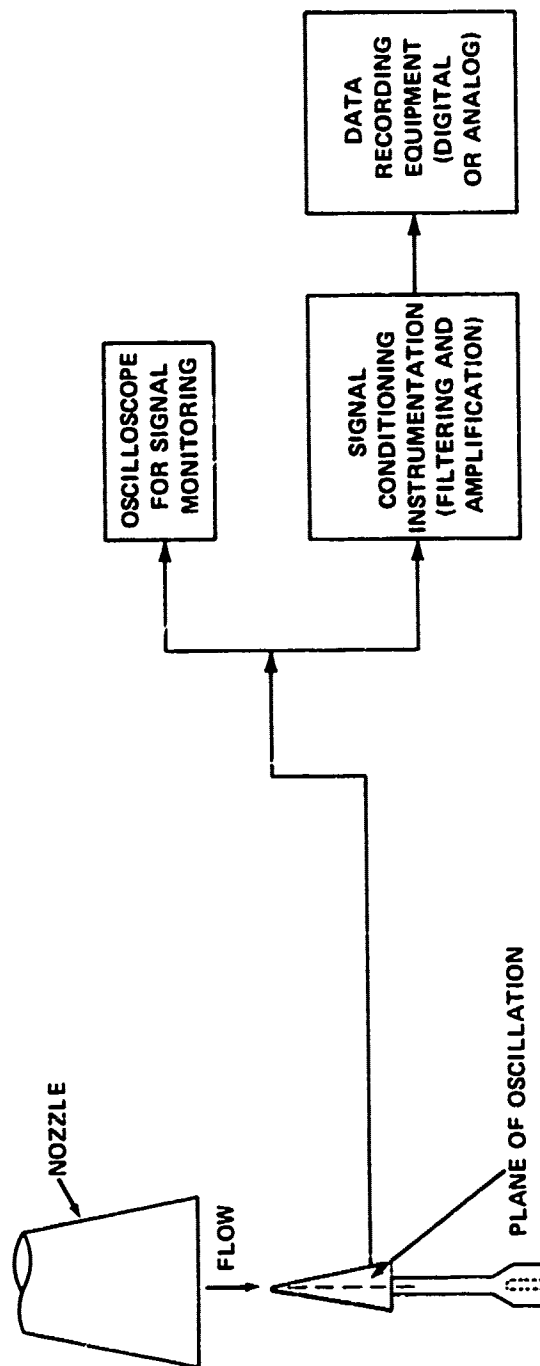 NOZZLE
FLOW
PLANE OF OSCILLATION
OSCILLOSCOPE
FOR SIGNAL
MONITORING
SIGNAL
CONDITIONING
INSTRUMENTATION
(FILTERING AND
AMPLIFICATION)
DATA
RECORDING
EQUIPMENT
(DIGITAL
OR ANALOG)